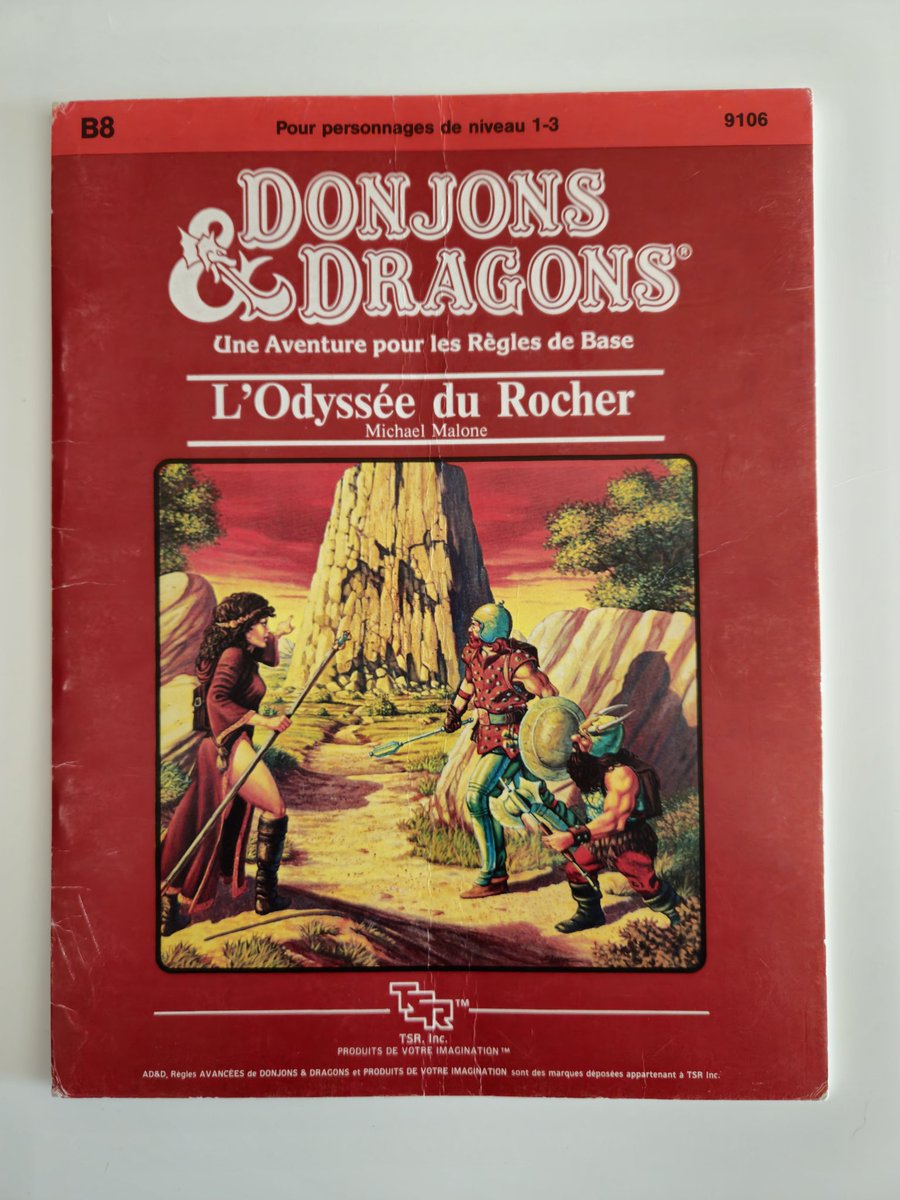 B8
Pour personnages de niveau 1-3
9106
DONJONS
& DRAGONS®
Une Aventure pour les Règles de Base
L'Odyssée du Rocher
Michael Malone
TSR™
TSR, Inc.
PRODUITS DE VOTRE IMAGINATION™
AD&D, Règles AVANCÉES de DONJONS & DRAGONS et PRODUITS DE VOTRE IMAGINATION sont des marques déposées appartenant à TSR Inc.